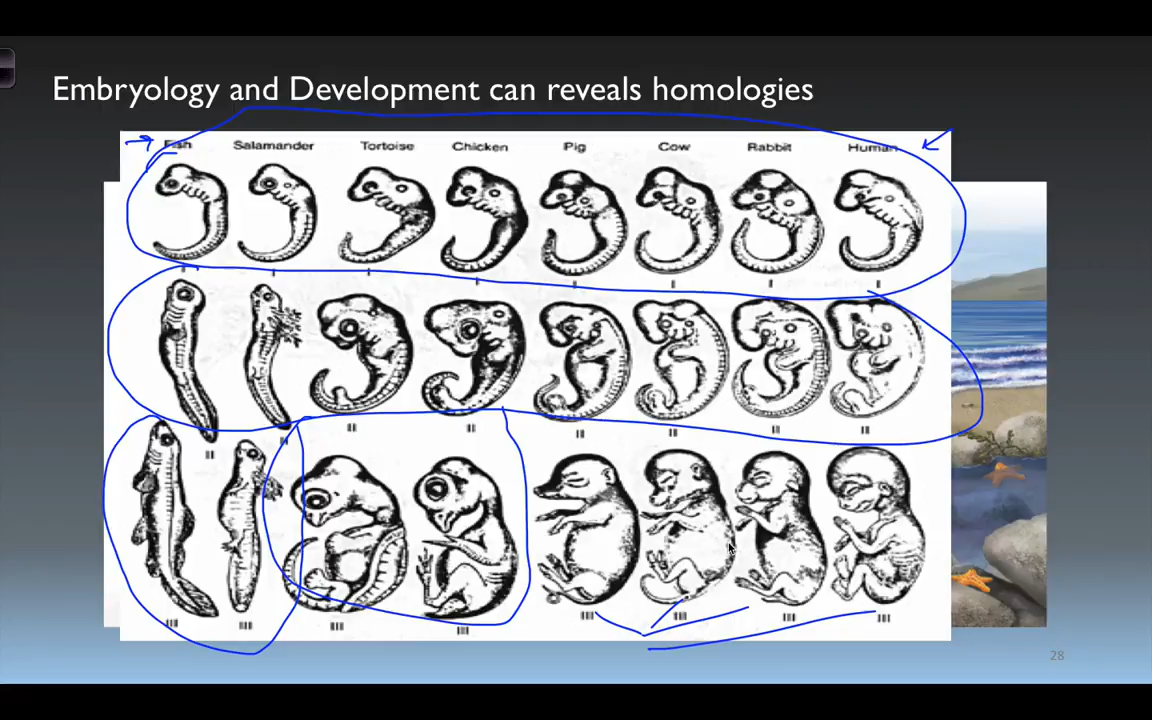 Embryology and Development can reveals homologies
Fish Salamander Tortoise Chicken Pig Cow Rabbit Human
I I I I I I I I
II II II II II II II II
III III III III III III III III
28